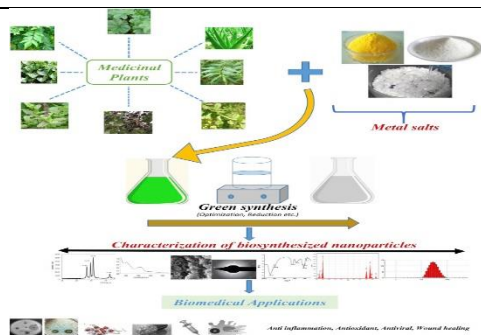 Medicinal
Plants
Metal salts
Green synthesis
(Optimization, Reduction etc.)
Characterization of biosynthesized nanoparticles
Biomedical Applications
Anti inflammation, Antioxidant, Antiviral, Wound healing